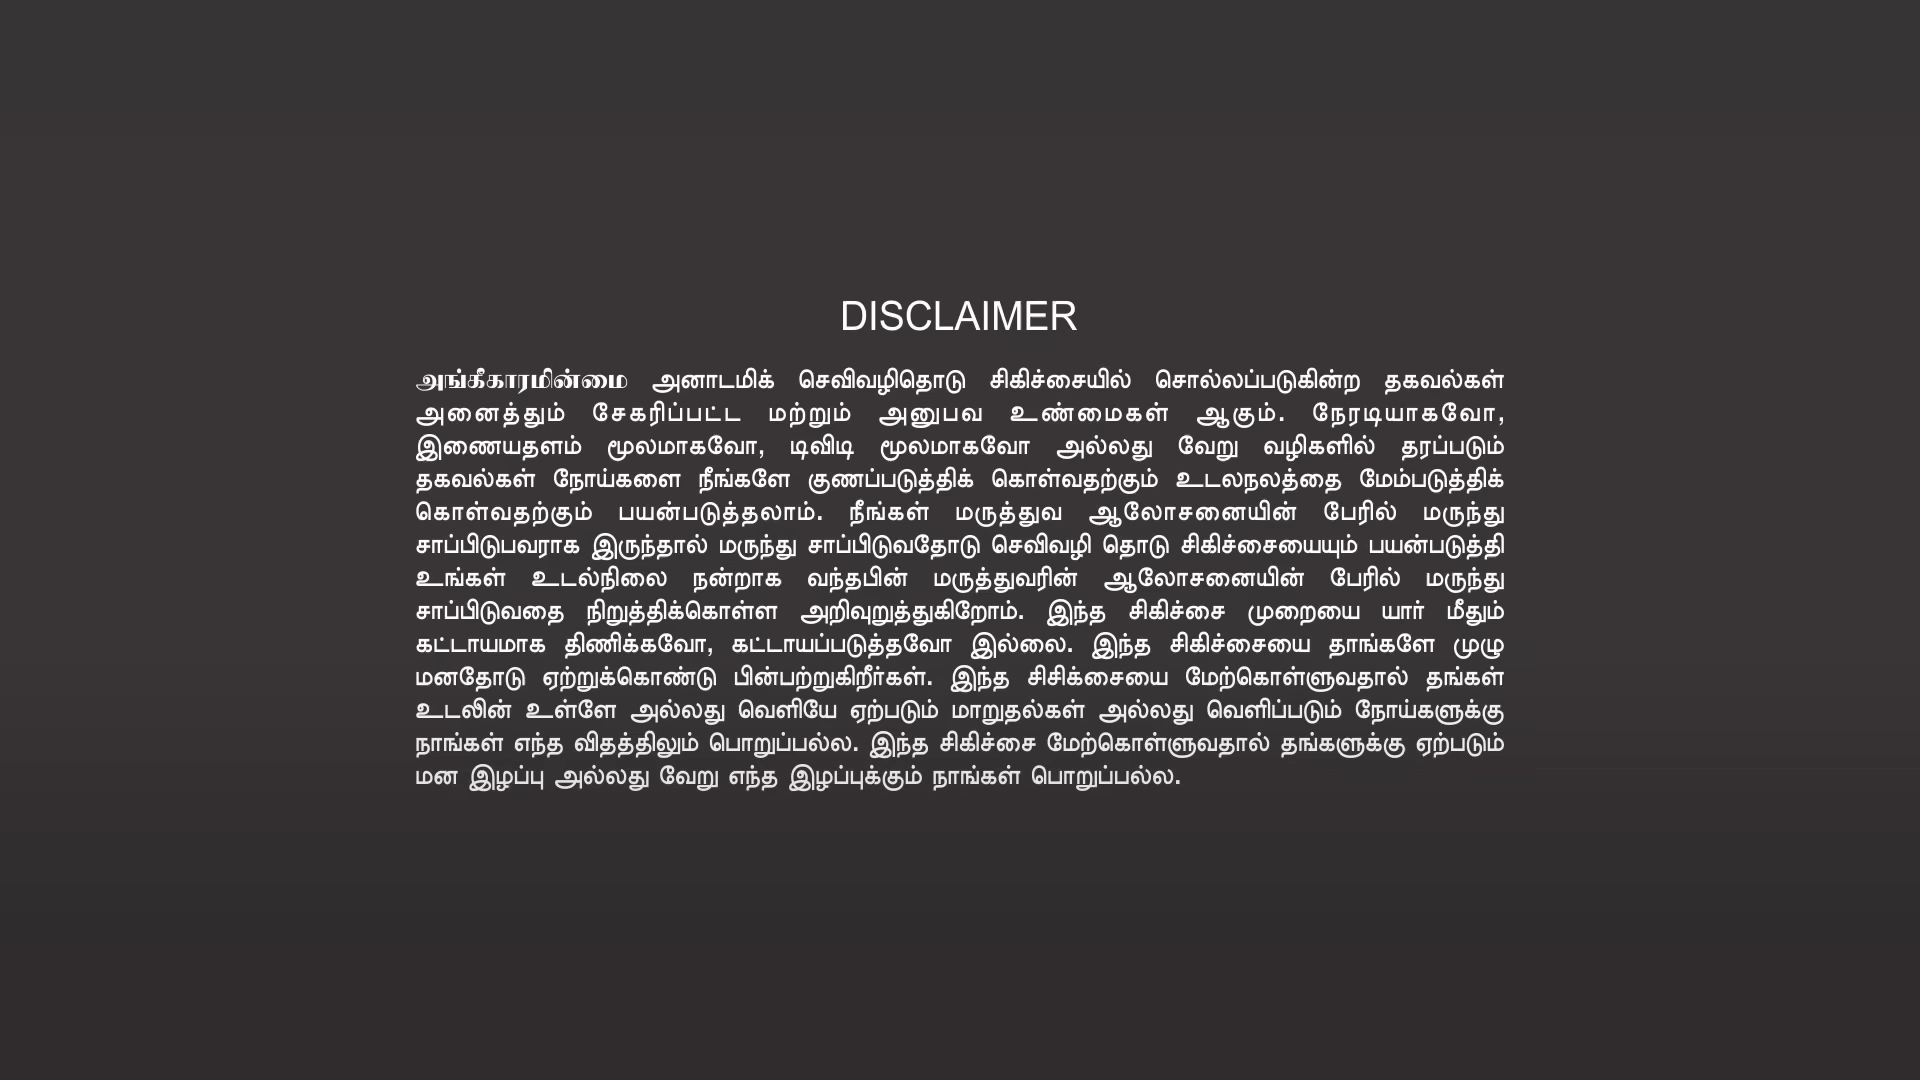 DISCLAIMER
அங்கீகாரமின்மை அனாடமிக் செவிவழிதொடு சிகிச்சையில் சொல்லப்படுகின்ற தகவல்கள்
அனைத்தும் சேகரிப்பட்ட மற்றும் அனுபவ உண்மைகள் ஆகும். நேரடியாகவோ,
இணையதளம் மூலமாகவோ, டிவிடி மூலமாகவோ அல்லது வேறு வழிகளில் தரப்படும்
தகவல்கள் நோய்களை நீங்களே குணப்படுத்திக் கொள்வதற்கும் உடலநலத்தை மேம்படுத்திக்
கொள்வதற்கும் பயன்படுத்தலாம். நீங்கள் மருத்துவ ஆலோசனையின் பேரில் மருந்து
சாப்பிடுபவராக இருந்தால் மருந்து சாப்பிடுவதோடு செவிவழி தொடு சிகிச்சையையும் பயன்படுத்தி
உங்கள் உடல்நிலை நன்றாக வந்தபின் மருத்துவரின் ஆலோசனையின் பேரில் மருந்து
சாப்பிடுவதை நிறுத்திக்கொள்ள அறிவுறுத்துகிறோம். இந்த சிகிச்சை முறையை யார் மீதும்
கட்டாயமாக திணிக்கவோ, கட்டாயப்படுத்தவோ இல்லை. இந்த சிகிச்சையை தாங்களே முழு
மனதோடு ஏற்றுக்கொண்டு பின்பற்றுகிறீர்கள். இந்த சிசிக்சையை மேற்கொள்ளுவதால் தங்கள்
உடலின் உள்ளே அல்லது வெளியே ஏற்படும் மாறுதல்கள் அல்லது வெளிப்படும் நோய்களுக்கு
நாங்கள் எந்த விதத்திலும் பொறுப்பல்ல. இந்த சிகிச்சை மேற்கொள்ளுவதால் தங்களுக்கு ஏற்படும்
மன இழப்பு அல்லது வேறு எந்த இழப்புக்கும் நாங்கள் பொறுப்பல்ல.